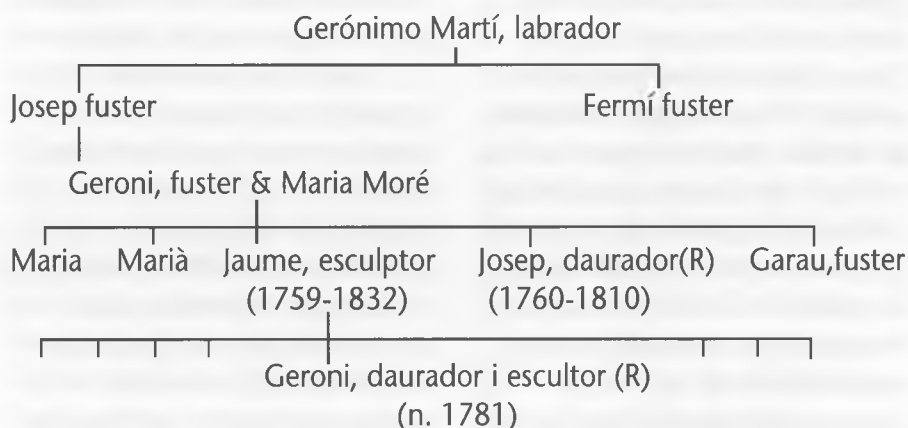 Gerónimo Martí, labrador
Josep fuster Fermí fuster
Geroni, fuster & Maria Moré
Maria Marià Jaume, esculptor Josep, daurador(R) Garau,fuster
(1759-1832) (1760-1810)
Geroni, daurador i escultor (R)
(n. 1781)